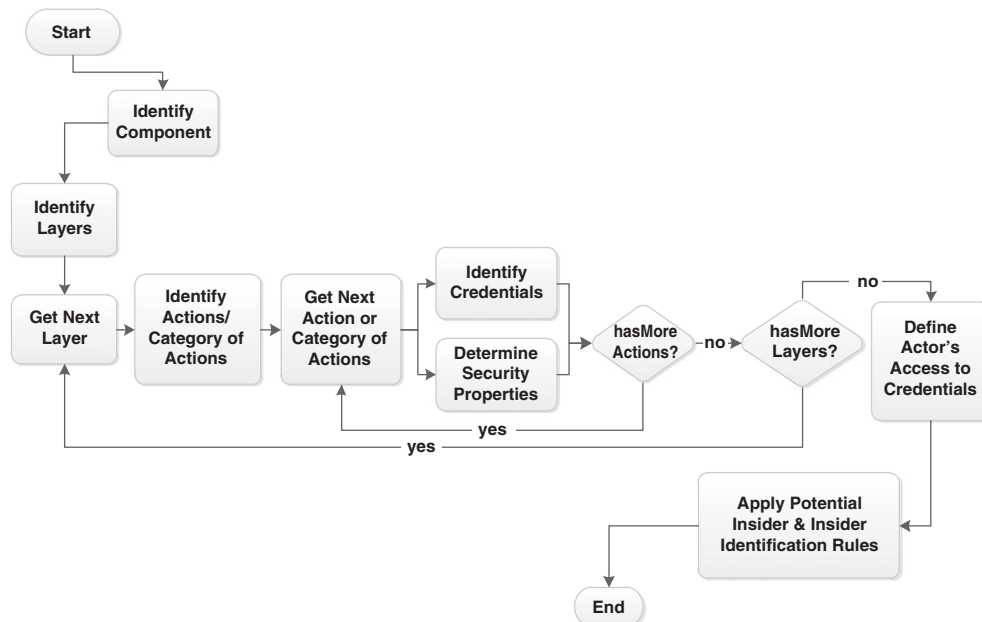 Start
Identify
Component
Identify
Layers
Get Next
Layer
Identify
Actions/
Category of
Actions
Get Next
Action or
Category of
Actions
Identify
Credentials
Determine
Security
Properties
hasMore
Actions?
no
hasMore
Layers?
no
Define
Actor's
Access to
Credentials
yes
yes
Apply Potential
Insider & Insider
Identification Rules
End